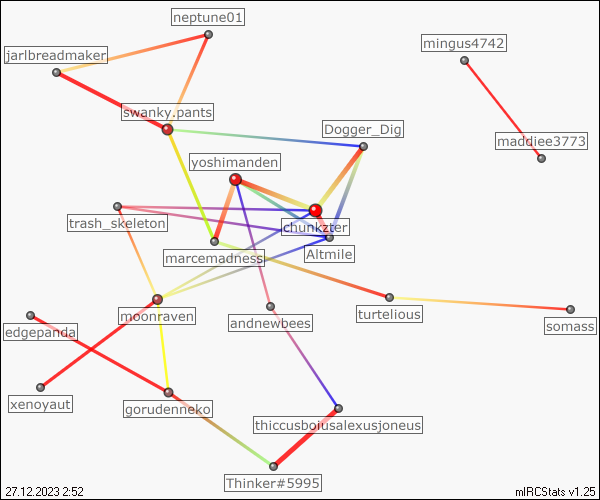 neptune01
mingus4742
jarlbreadmaker
swanky.pants
Dogger_Dig
maddiee3773
yoshimanden
trash_skeleton
chunkzter
marcemadness
Altmile
moonraven
andnewbees
turtelious
somass
edgepanda
xenoyaut
gorudenneko
thiccusboiusalexusjoneus
Thinker#5995
27.12.2023 2:52
mIRCStats v1.25